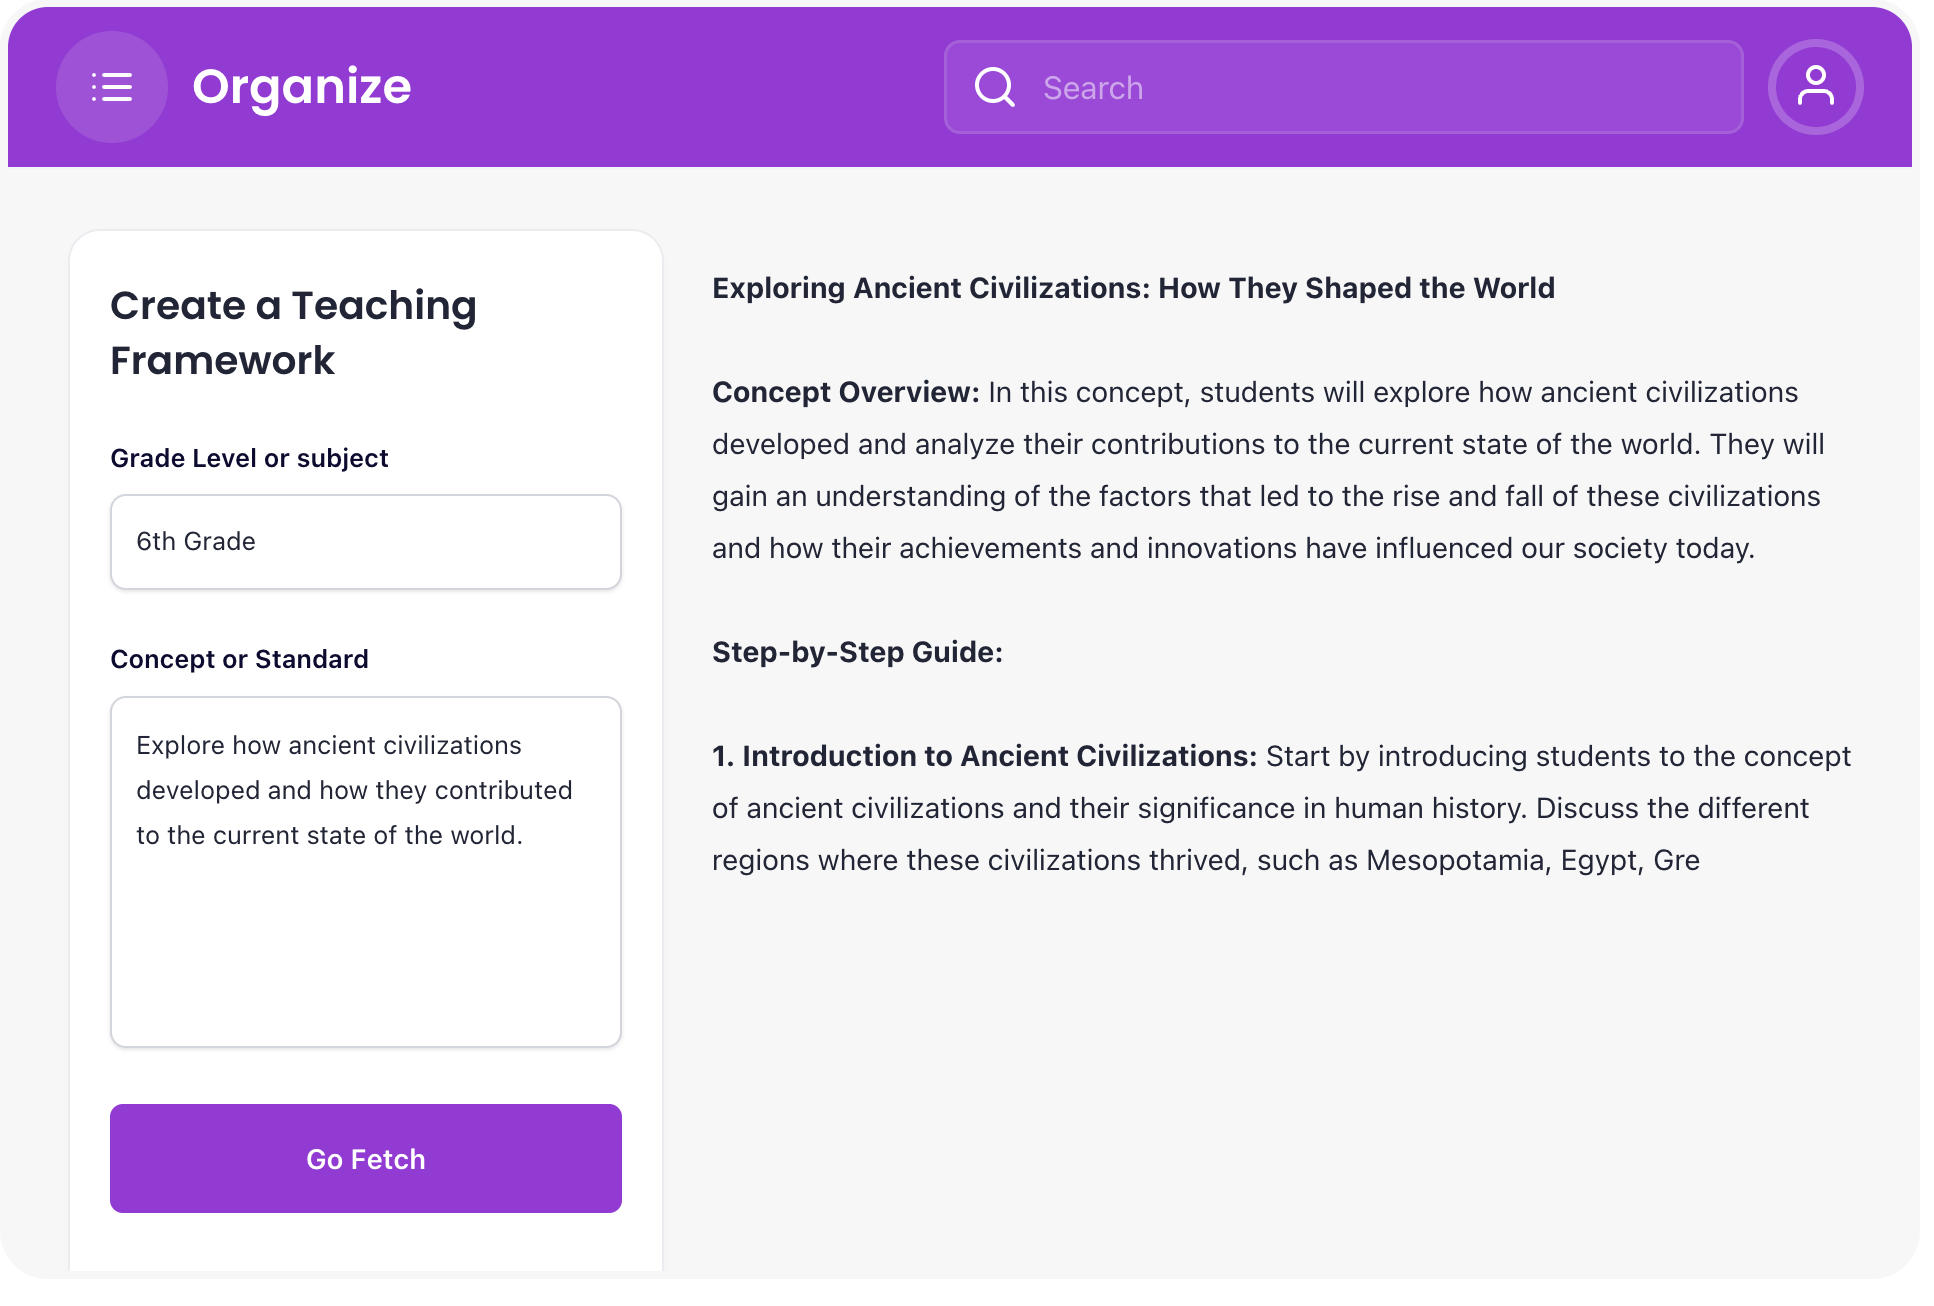 Organize
Search
Create a Teaching
Framework
Grade Level or subject
6th Grade
Concept or Standard
Explore how ancient civilizations
developed and how they contributed
to the current state of the world.
Go Fetch
Exploring Ancient Civilizations: How They Shaped the World
Concept Overview: In this concept, students will explore how ancient civilizations
developed and analyze their contributions to the current state of the world. They will
gain an understanding of the factors that led to the rise and fall of these civilizations
and how their achievements and innovations have influenced our society today.
Step-by-Step Guide:
1. Introduction to Ancient Civilizations: Start by introducing students to the concept
of ancient civilizations and their significance in human history. Discuss the different
regions where these civilizations thrived, such as Mesopotamia, Egypt, Gre